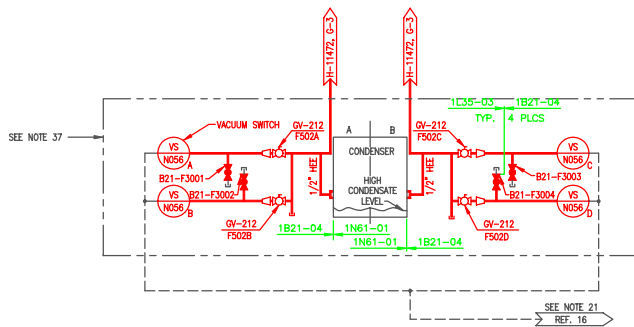 H-11472, G-3
H-11472, G-3
1L35-03 1B21-04
TYP. 4 PLCS
SEE NOTE 37
VACUUM SWITCH
GV-212
F502A
A B
GV-212
F502C
CONDENSER
VS
N056
A
VS
N056
C
B21-F3001
B21-F3002
1/2" HEE
HIGH
CONDENSATE
LEVEL
1/2" HEE
B21-F3003
B21-F3004
VS
N056
B
VS
N056
D
GV-212
F502B
GV-212
F502D
1B21-04 1N61-01
1N61-01 1B21-04
SEE NOTE 21
REF. 16